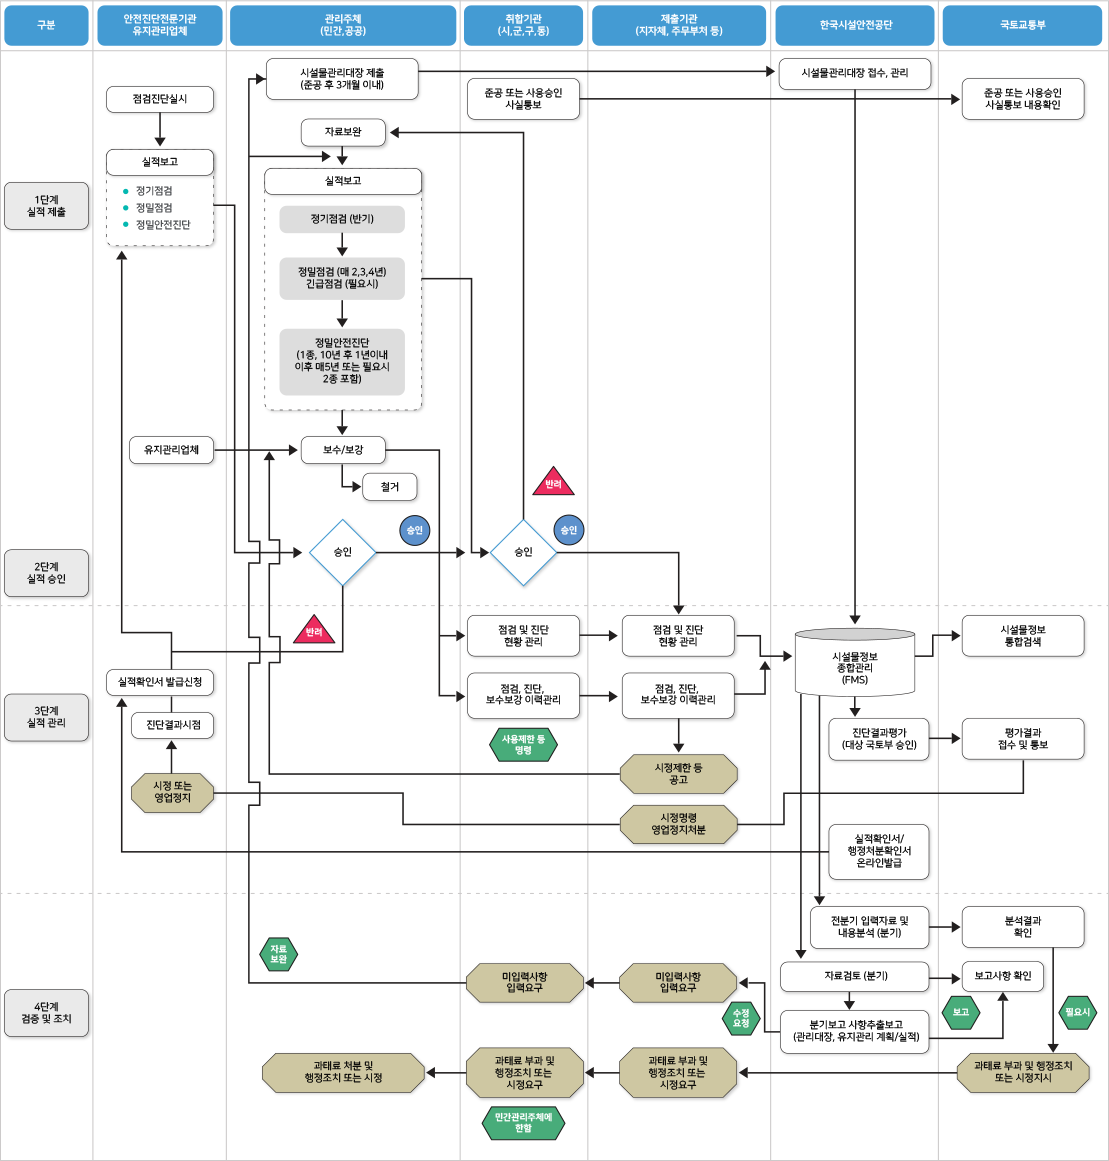 구분
안전진단전문기관
유지관리업체
관리주체
(민간,공공)
취합기관
(시,군,구,등)
제출기관
(지자체, 주무부처 등)
한국시설안전공단
국토교통부
1단계
실적 제출
점검진단실시
실적보고
정기점검
정밀점검
정밀안전진단
시설물관리대장 제출
(준공 후 3개월 이내)
준공 또는 사용승인
사실통보
시설물관리대장 접수, 관리
준공 또는 사용승인
사실통보 내용확인
자료보완
실적보고
정기점검 (반기)
정밀점검 (매 2,3,4년)
긴급점검 (필요시)
정밀안전진단
(1종, 10년 후 1년이내
이후 매5년 또는 필요시
2종 포함)
유지관리업체
보수/보강
철거
반려
2단계
실적 승인
승인
승인
승인
승인
반려
3단계
실적 관리
점검 및 진단
현황 관리
점검 및 진단
현황 관리
시설물정보
종합관리
(FMS)
시설물정보
통합검색
실적확인서 발급신청
진단결과시점
시정 또는
영업정지
점검, 진단,
보수보강 이력관리
점검, 진단,
보수보강 이력관리
사용제한 등
명령
진단결과평가
(대상 국토부 승인)
평가결과
접수 및 통보
시정제한 등
공고
시정명령
영업정지처분
실적확인서/
행정처분확인서
온라인발급
4단계
검증 및 조치
전분기 입력자료 및
내용분석 (분기)
분석결과
확인
자료
보완
미입력사항
입력요구
미입력사항
입력요구
자료검토 (분기)
보고사항 확인
수정
요청
분기보고 사항추출보고
(관리대장, 유지관리 계획/실적)
보고
필요시
과태료 처분 및
행정조치 또는 시정
과태료 부과 및
행정조치 또는
시정요구
과태료 부과 및
행정조치 또는
시정요구
과태료 부과 및 행정조치
또는 시정지시
민간관리주체에
한함